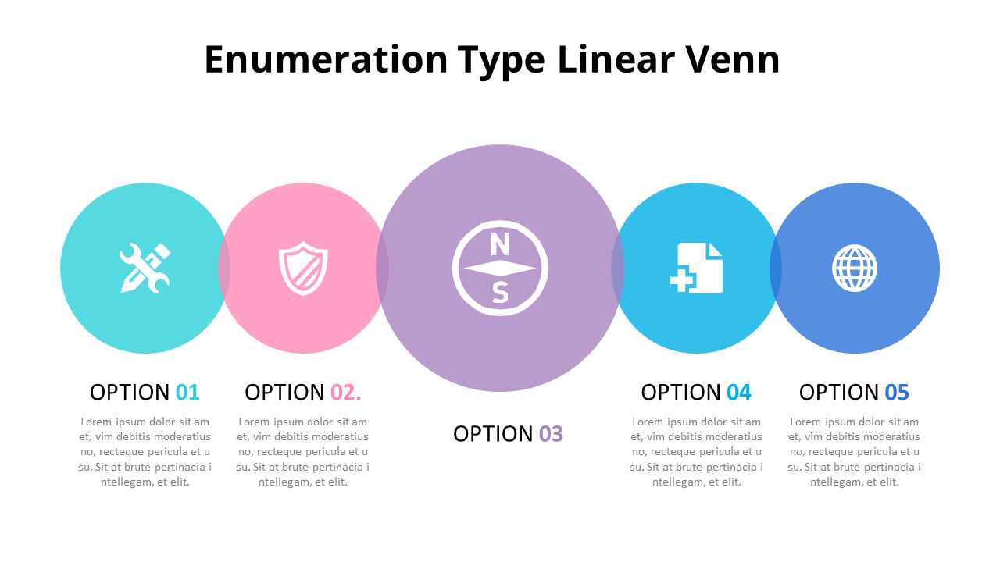 Enumeration Type Linear Venn
N
S
OPTION 01
Lorem ipsum dolor sit am
et, vim debitis moderatius
no, recteque pericula et u
su. Sit at brute pertinacia i
ntellegam, et elit.
OPTION 02.
Lorem ipsum dolor sit am
et, vim debitis moderatius
no, recteque pericula et u
su. Sit at brute pertinacia i
ntellegam, et elit.
OPTION 03
OPTION 04
Lorem ipsum dolor sit am
et, vim debitis moderatius
no, recteque pericula et u
su. Sit at brute pertinacia i
ntellegam, et elit.
OPTION 05
Lorem ipsum dolor sit am
et, vim debitis moderatius
no, recteque pericula et u
su. Sit at brute pertinacia i
ntellegam, et elit.